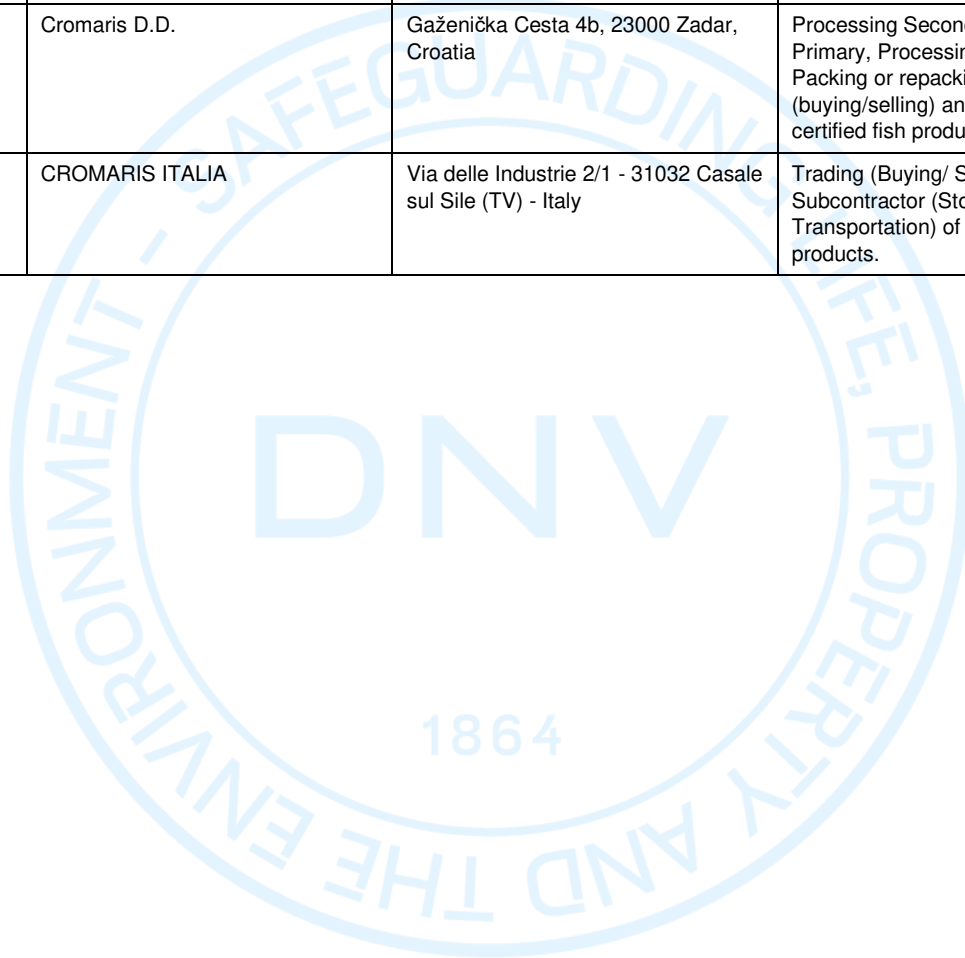 Cromaris D.D.
Gaženička Cesta 4b, 23000 Zadar,
Croatia
Processing Secon
Primary, Processin
Packing or repacki
(buying/selling) an
certified fish produ
CROMARIS ITALIA
Via delle Industrie 2/1 - 31032 Casale
sul Sile (TV) - Italy
Trading (Buying/ S
Subcontractor (Sto
Transportation) of
products.
SAFEGUARDING LIFE, PROPERTY AND THE ENVIRONMENT -
DNV
1864